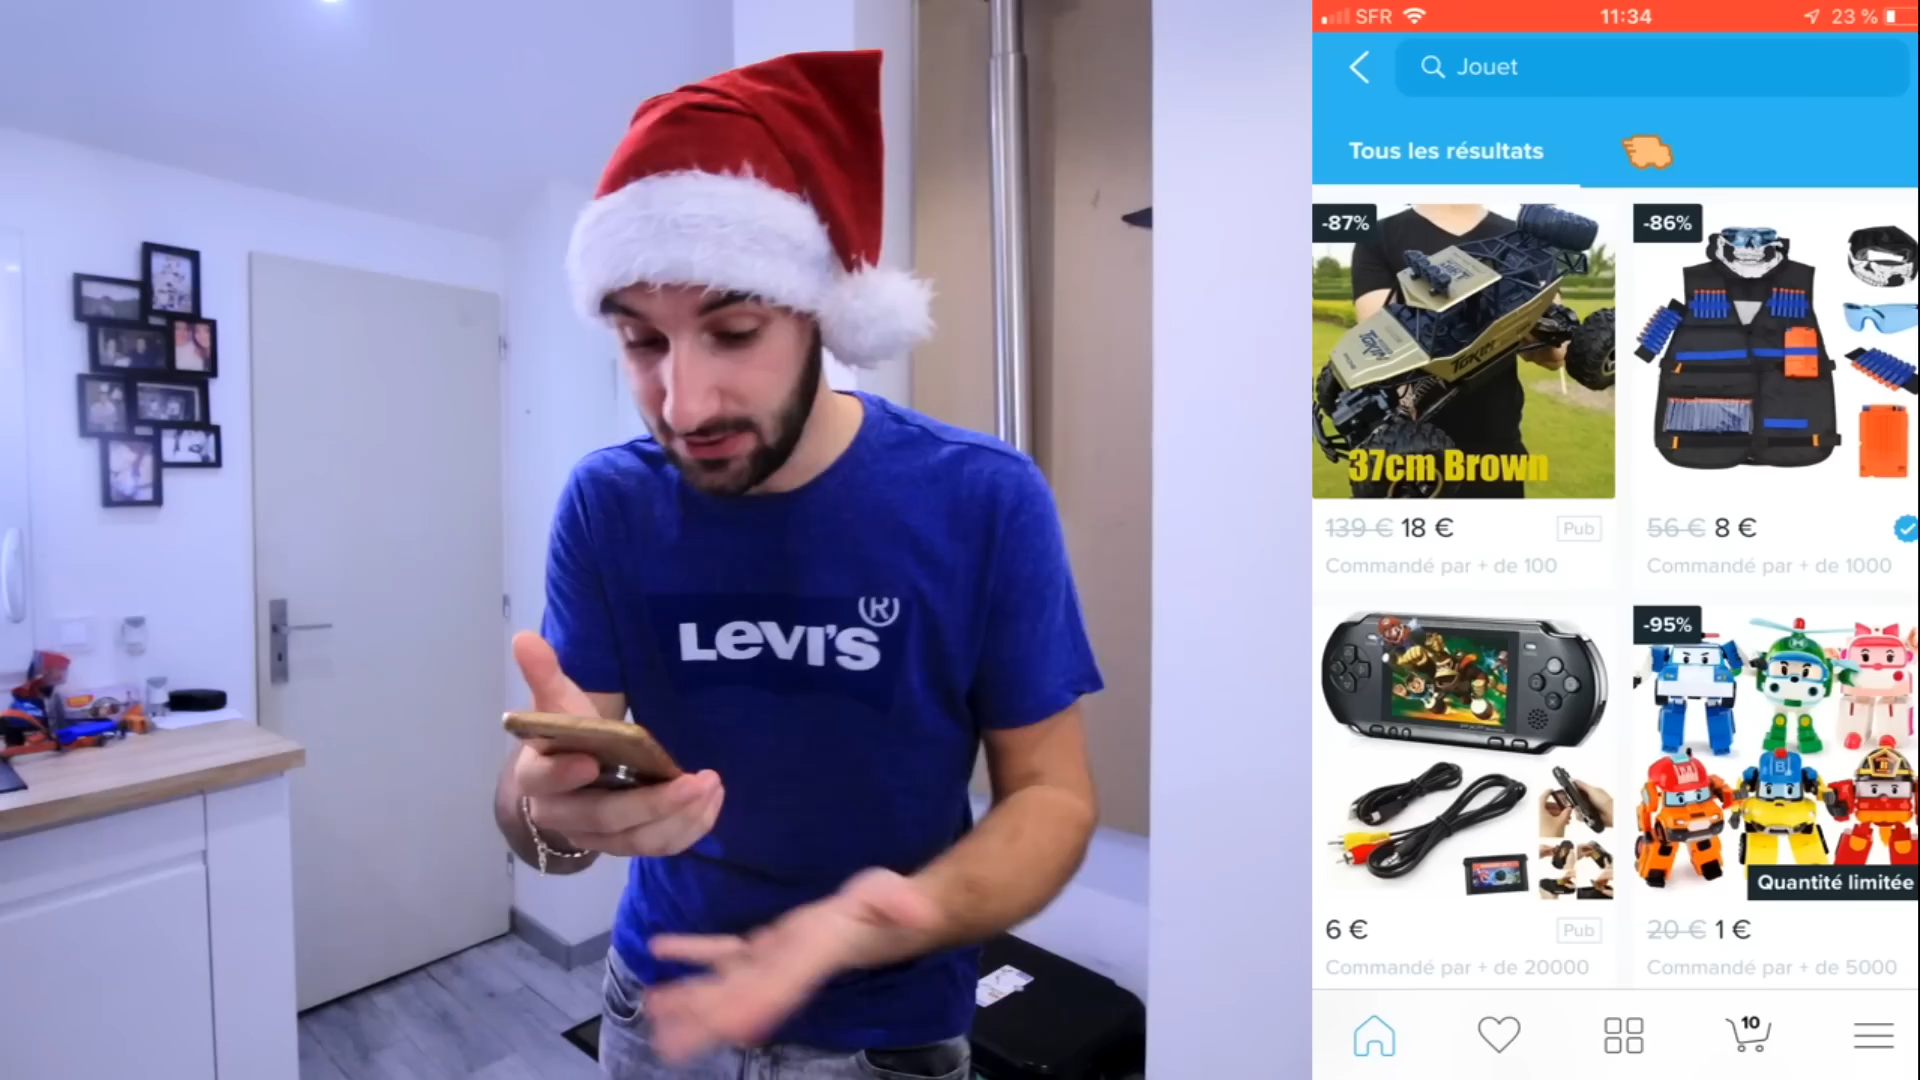 LEVI'S
®
SFR
11:34
23 %
Jouet
Tous les résultats
-87%
37cm Brown
139 € 18 €
Pub
Commandé par + de 100
-86%
56 € 8 €
Commandé par + de 1000
6 €
Pub
Commandé par + de 20000
-95%
Quantité limitée
20 € 1 €
Commandé par + de 5000
10